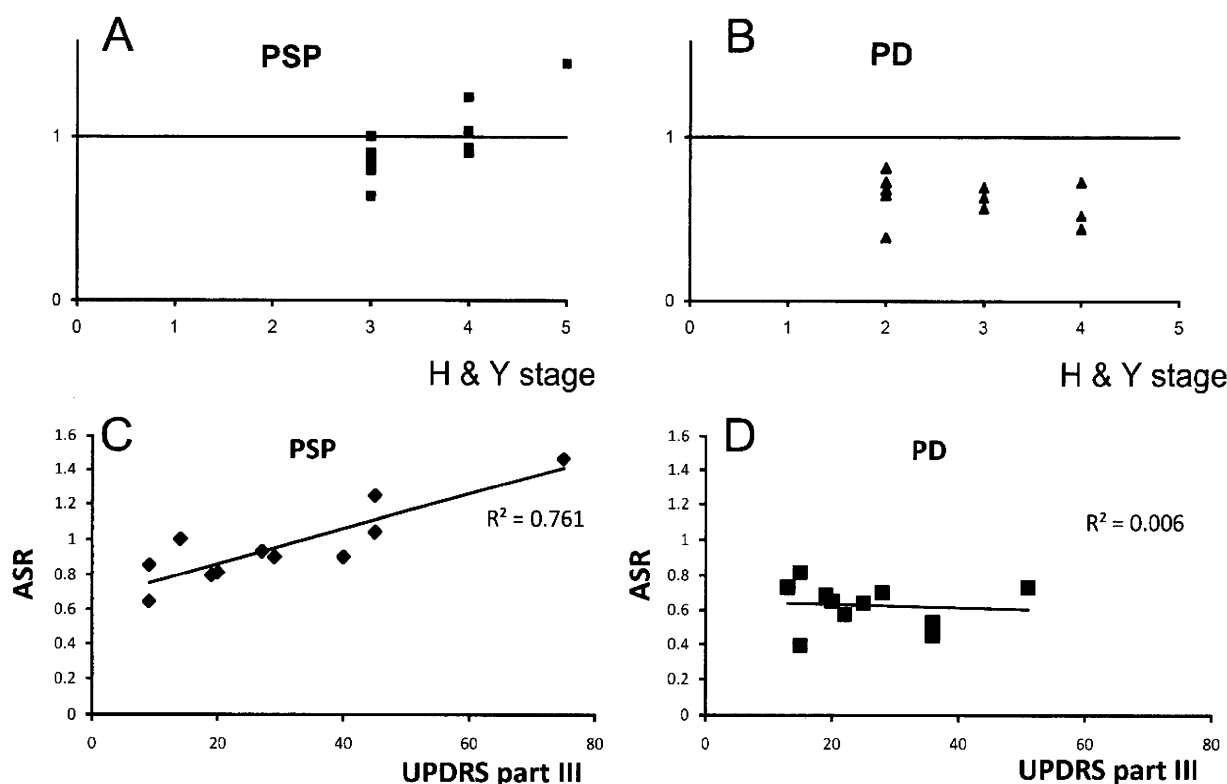 A
PSP
1
0
0 1 2 3 4 5
H & Y stage
B
PD
1
0
0 1 2 3 4 5
H & Y stage
C
PSP
1.6
1.4
1.2
1
0.8
0.6
0.4
0.2
0
ASR
R² = 0.761
0 20 40 60 80
UPDRS part III
D
PD
1.6
1.4
1.2
1
0.8
0.6
0.4
0.2
0
ASR
R² = 0.006
0 20 40 60 80
UPDRS part III